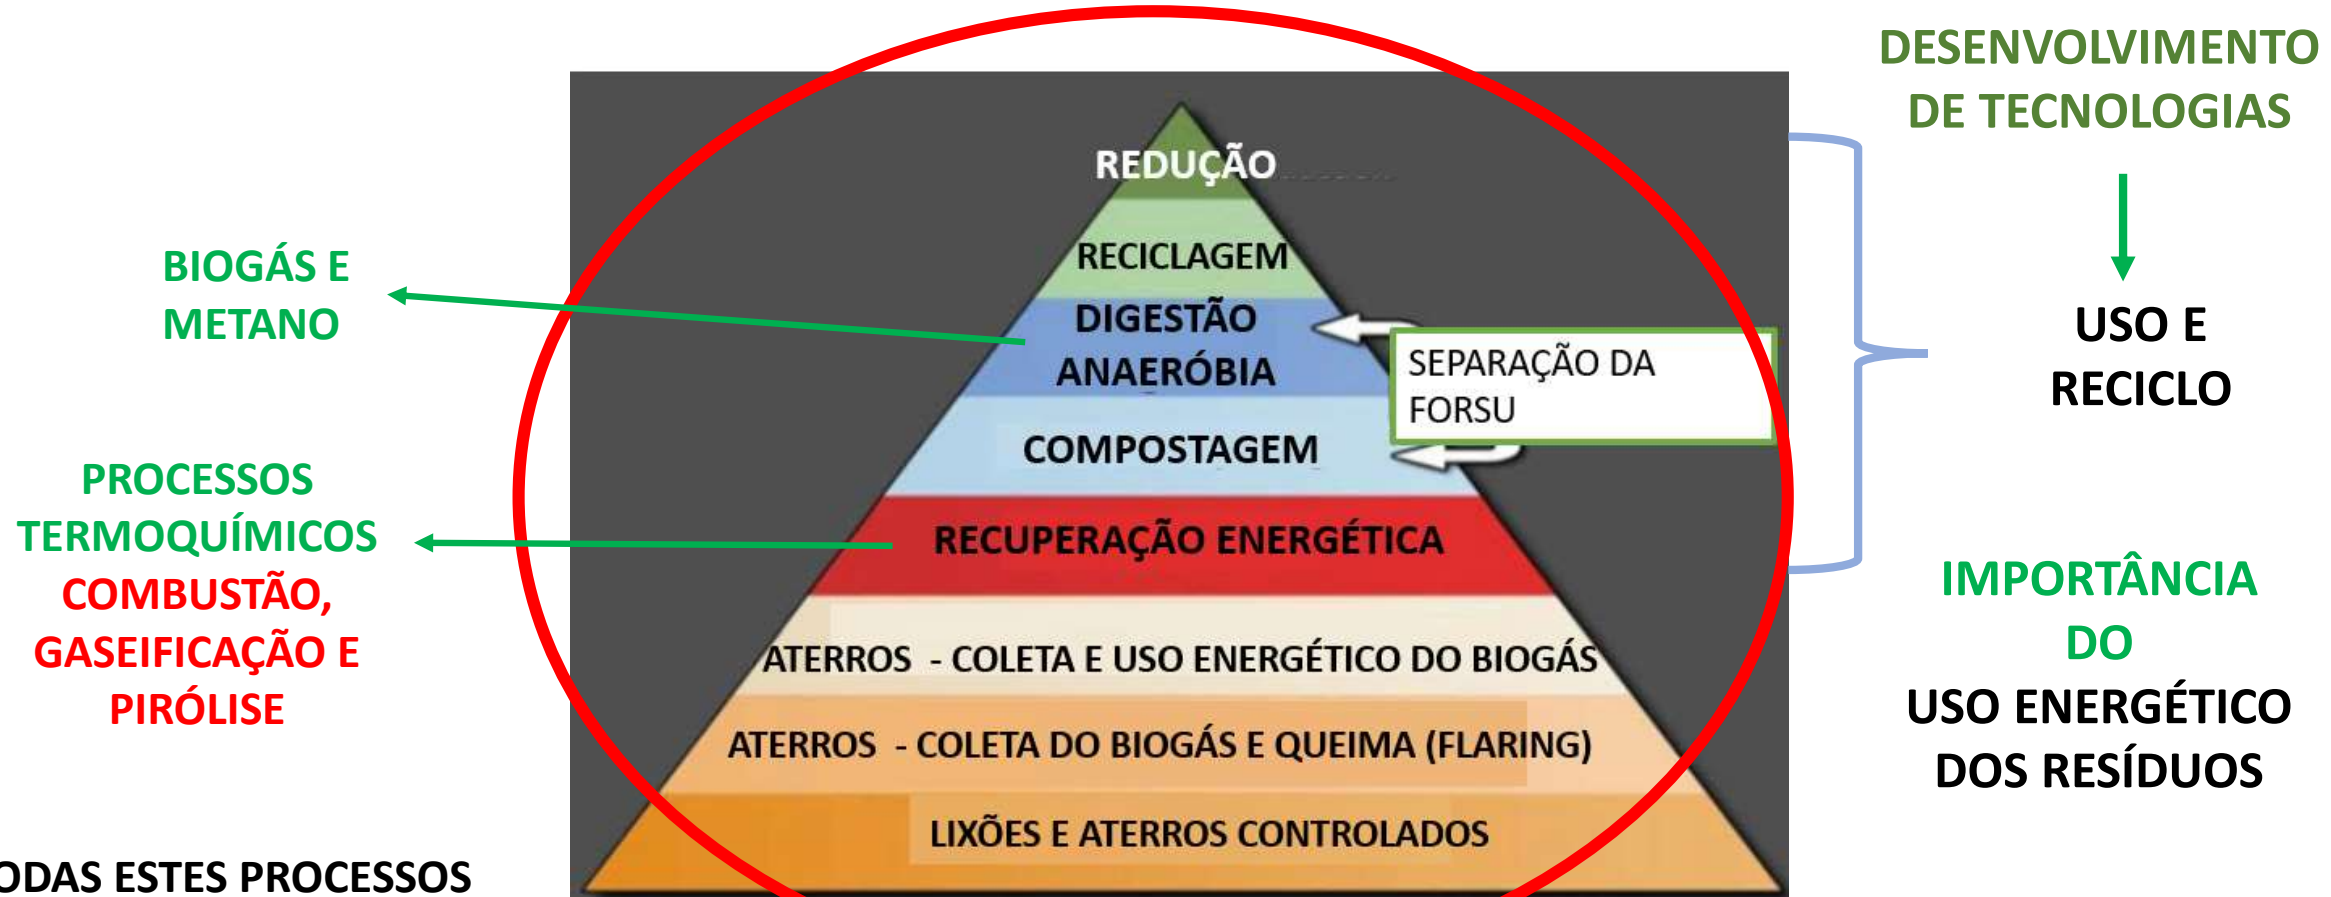 DESENVOLVIMENTO
DE TECNOLOGIAS
REDUÇÃO
RECICLAGEM
BIOGÁS E
METANO
DIGESTÃO
ANAERÓBIA
SEPARAÇÃO DA
FORSU
USO E
RECICLO
COMPOSTAGEM
PROCESSOS
TERMOQUÍMICOS
COMBUSTÃO,
GASEIFICAÇÃO E
PIRÓLISE
RECUPERAÇÃO ENERGÉTICA
IMPORTÂNCIA
DO
USO ENERGÉTICO
DOS RESÍDUOS
ATERROS - COLETA E USO ENERGÉTICO DO BIOGÁS
ATERROS - COLETA DO BIOGÁS E QUEIMA (FLARING)
LIXÕES E ATERROS CONTROLADOS
ODAS ESTES PROCESSOS